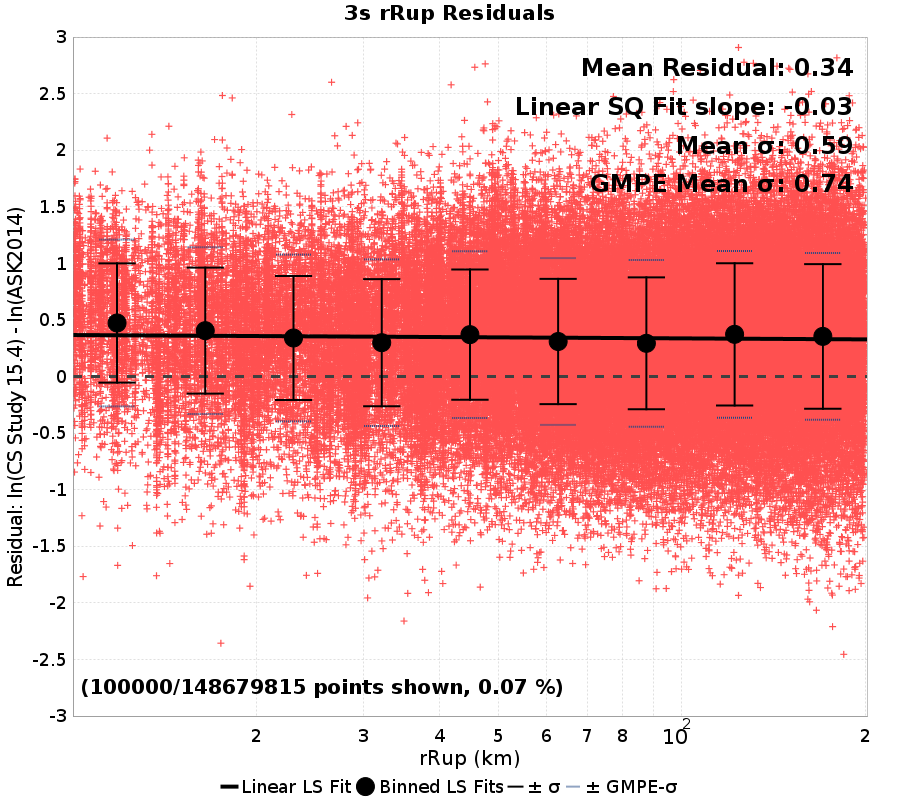 3s rRup Residuals
Mean Residual: 0.34
Linear SQ Fit slope: -0.03
Mean σ: 0.59
GMPE Mean σ: 0.74
Residual: ln(CS Study 15.4) - ln(ASK2014)
3
2.5
2
1.5
1
0.5
0
-0.5
-1
-1.5
-2
-2.5
-3
(100000/148679815 points shown, 0.07 %)
2 3 4 5 6 7 8 10² 2
rRup (km)
Linear LS Fit Binned LS Fits ± σ ± GMPE-σ